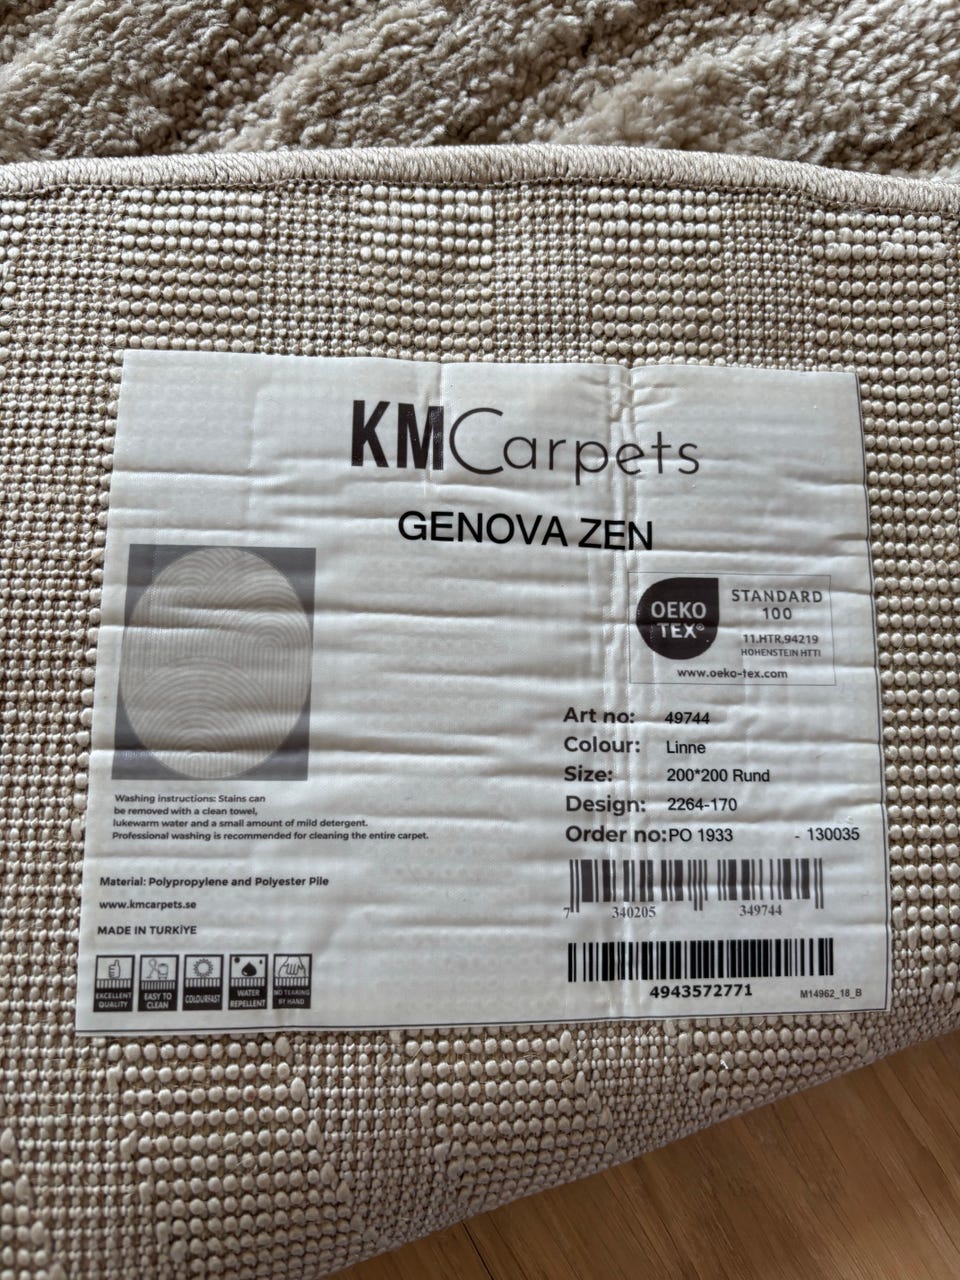 KMCarpets
GENOVA ZEN
OEKO
TEX®
STANDARD
100
11.HTR.94219
HOHENSTEIN HTTI
www.oeko-tex.com
Art no: 49744
Colour: Linne
Size: 200*200 Rund
Design: 2264-170
Order no:PO 1933 - 130035
7 340205 349744
4943572771
M14962_18_B
Washing instructions: Stains can
be removed with a clean towel,
lukewarm water and a small amount of mild detergent.
Professional washing is recommended for cleaning the entire carpet.
Material: Polypropylene and Polyester Pile
www.kmcarpets.se
MADE IN TURKİYE
EXCELLENT
QUALITY
EASY TO
CLEAN
COLOURFAST
WATER
REPELLENT
NO TEARING
BY HAND